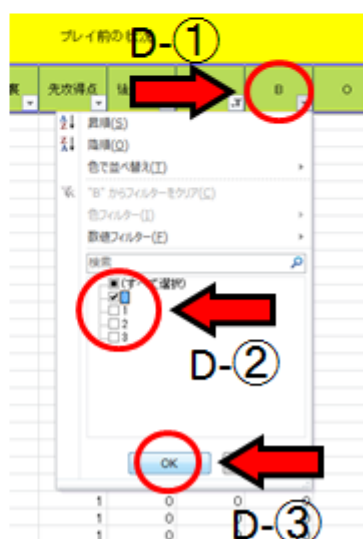 プレイ前の
D-①
先攻得点
B
O
昇順(S)
降順(O)
色で並べ替え(T)
"B" からフィルターをクリア(C)
色フィルター(I)
数値フィルター(F)
検索
(すべて選択)
0
1
2
3
D-②
OK
1 0 0 0
1 0
1 0
D-③